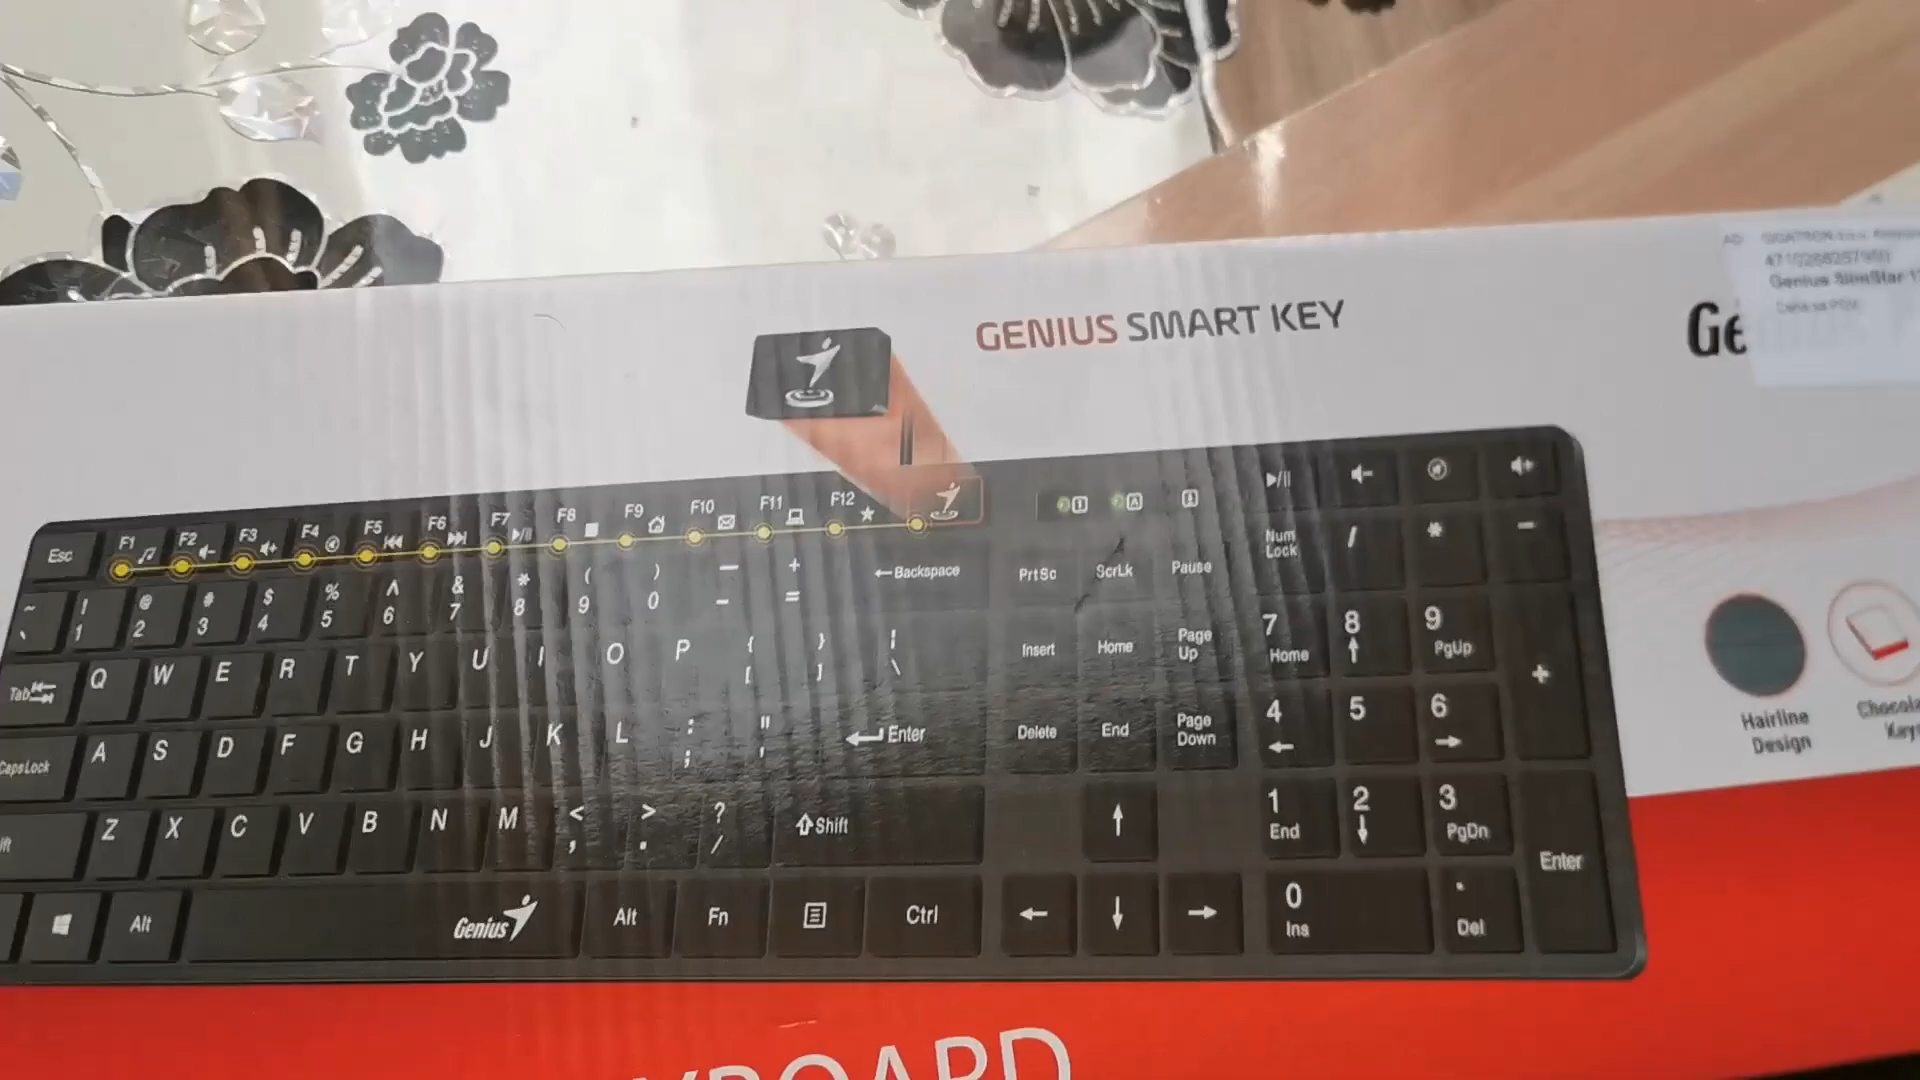 GENIUS SMART KEY
Ge
Genius SlimStar
Esc F1 F2 F3 F4 F5 F6 F7 F8 F9 F10 F11 F12
~ ! @ # $ % ^ & * ( ) — +
` 1 2 3 4 5 6 7 8 9 0 - = ←Backspace
PrtSc ScrLk Pause
Num Lock / * -
Tab Q W E R T Y U I O P { } |
[ ] \
Insert Home Page Up
7 Home 8 9 PgUp +
Caps Lock A S D F G H J K L : "
; ' Enter
Delete End Page Down
4 5 6
Z X C V B N M < > ?
, . / Shift
1 End 2 3 PgDn Enter
Alt Genius Alt Fn Ctrl
0 Ins . Del
Hairline
Design